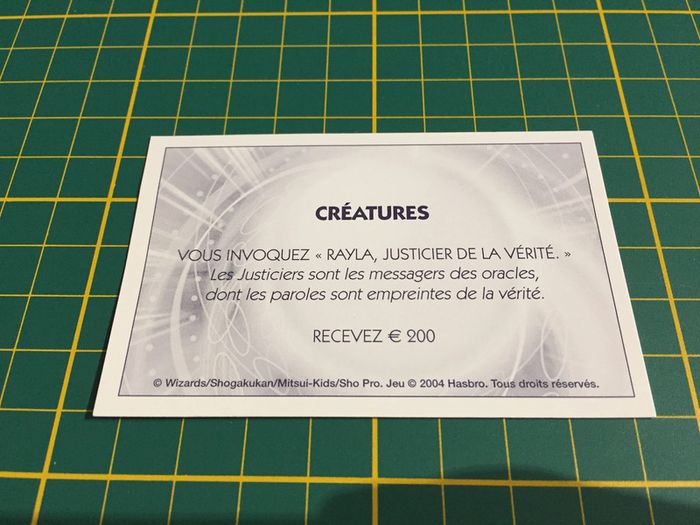 CRÉATURES
VOUS INVOQUEZ « RAYLA, JUSTICIER DE LA VÉRITÉ. »
Les Justiciers sont les messagers des oracles,
dont les paroles sont empreintes de la vérité.
RECEVEZ € 200
© Wizards/Shogakukan/Mitsui-Kids/Sho Pro. Jeu © 2004 Hasbro. Tous droits réservés.